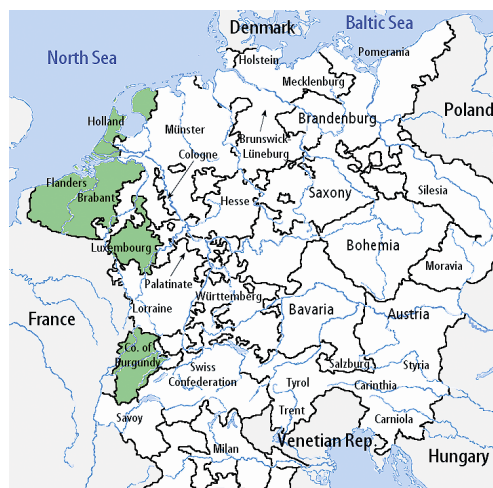 Denmark
Baltic Sea
North Sea
Pomerania
Holstein
Mecklenburg
Poland
Holland
Brandenburg
Münster
Brunswick-
Lüneburg
Cologne
Flanders
Brabant
Hesse
Saxony
Silesia
Luxembourg
Bohemia
Moravia
Palatinate
Württemberg
Lorraine
Bavaria
Austria
France
Co. of
Burgundy
Swiss
Confederation
Salzburg
Styria
Tyrol
Carinthia
Savoy
Trent
Carniola
Milan
Venetian Rep.
Hungary